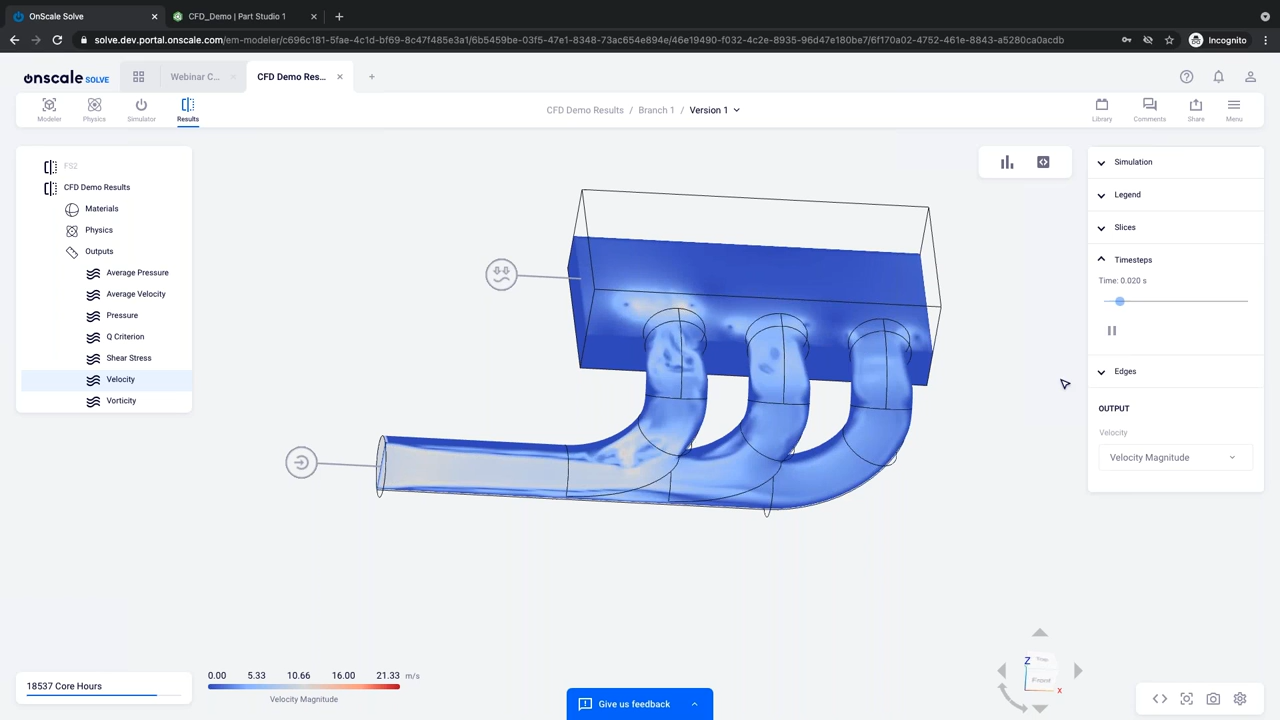 OnScale Solve
CFD_Demo | Part Studio 1
solve.dev.portal.onscale.com/em-modeler/c696c181-5fae-4c1d-bf69-8c47f485e3a1/6b5459be-03f5-47e1-8348-73ac654e894e/46e19490-f032-4c2e-8935-96d47e180be7/6f170a02-4752-461e-8843-a5280ca0acdb
Incognito
onscale SOLVE
Webinar C...
CFD Demo Res...
Modeler
Physics
Simulator
Results
CFD Demo Results / Branch 1 / Version 1
Library
Comments
Share
Menu
FS2
CFD Demo Results
Materials
Physics
Outputs
Average Pressure
Average Velocity
Pressure
Q Criterion
Shear Stress
Velocity
Vorticity
Simulation
Legend
Slices
Timesteps
Time: 0.020 s
Edges
OUTPUT
Velocity
Velocity Magnitude
18537 Core Hours
0.00 5.33 10.66 16.00 21.33 m/s
Velocity Magnitude
Give us feedback
Z
X